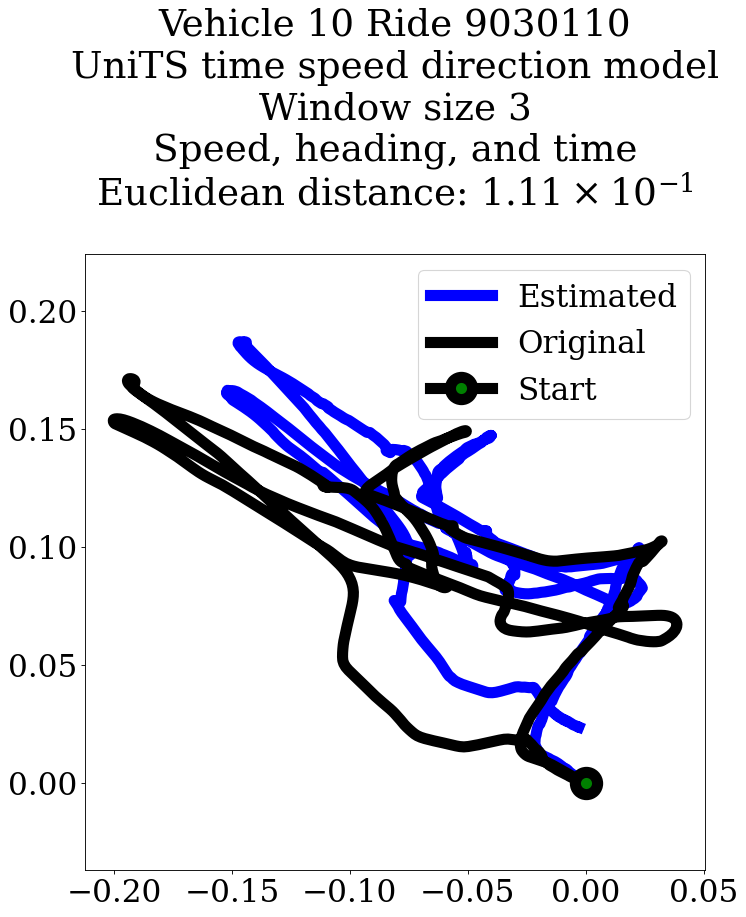 Vehicle 10 Ride 9030110
UniTS time speed direction model
Window size 3
Speed, heading, and time
Euclidean distance: 1.11 × 10⁻¹
Estimated
Original
Start
0.20
0.15
0.10
0.05
0.00
−0.20 −0.15 −0.10 −0.05 0.00 0.05